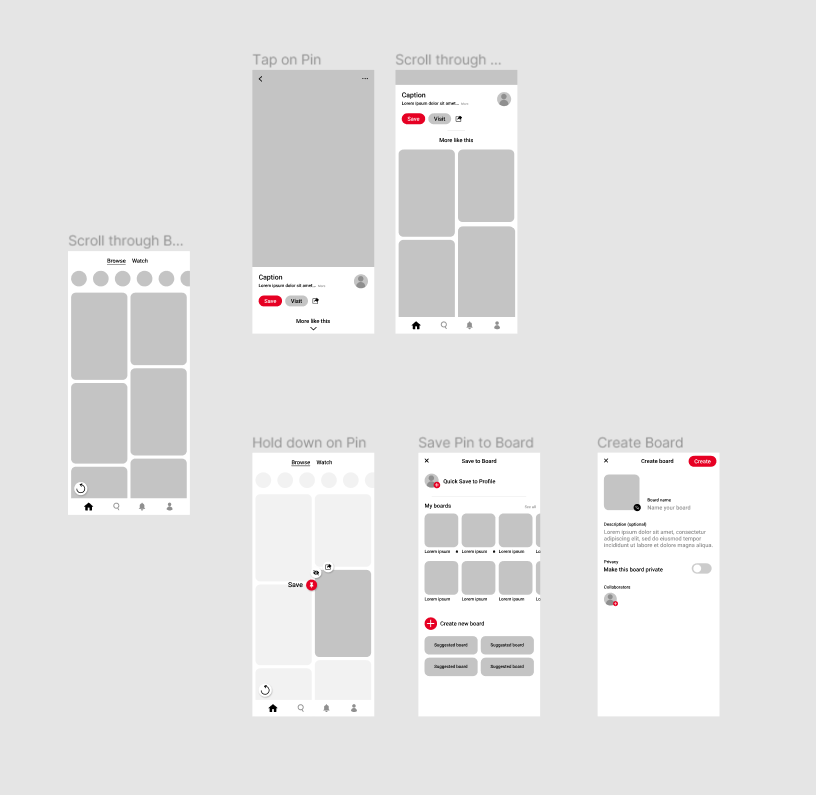 Tap on Pin
Caption
Lorem ipsum dolor sit amet... More
Save
Visit
More like this
Scroll through ...
Caption
Lorem ipsum dolor sit amet... More
Save
Visit
More like this
Scroll through B...
Browse
Watch
Hold down on Pin
Browse
Watch
Save
Save Pin to Board
Save to Board
Quick Save to Profile
My boards
See all
Lorem ipsum
Lorem ipsum
Lorem ipsum
Lo
Lorem ipsum
Lorem ipsum
Lorem ipsum
Lo
Create new board
Suggested board
Suggested board
Suggested board
Suggested board
Create Board
Create board
Create
Board name
Name your board
Description (optional)
Lorem ipsum dolor sit amet, consectetur
adipiscing elit, sed do eiusmod tempor
incididunt ut labore et dolore magna aliqua.
Privacy
Make this board private
Collaborators